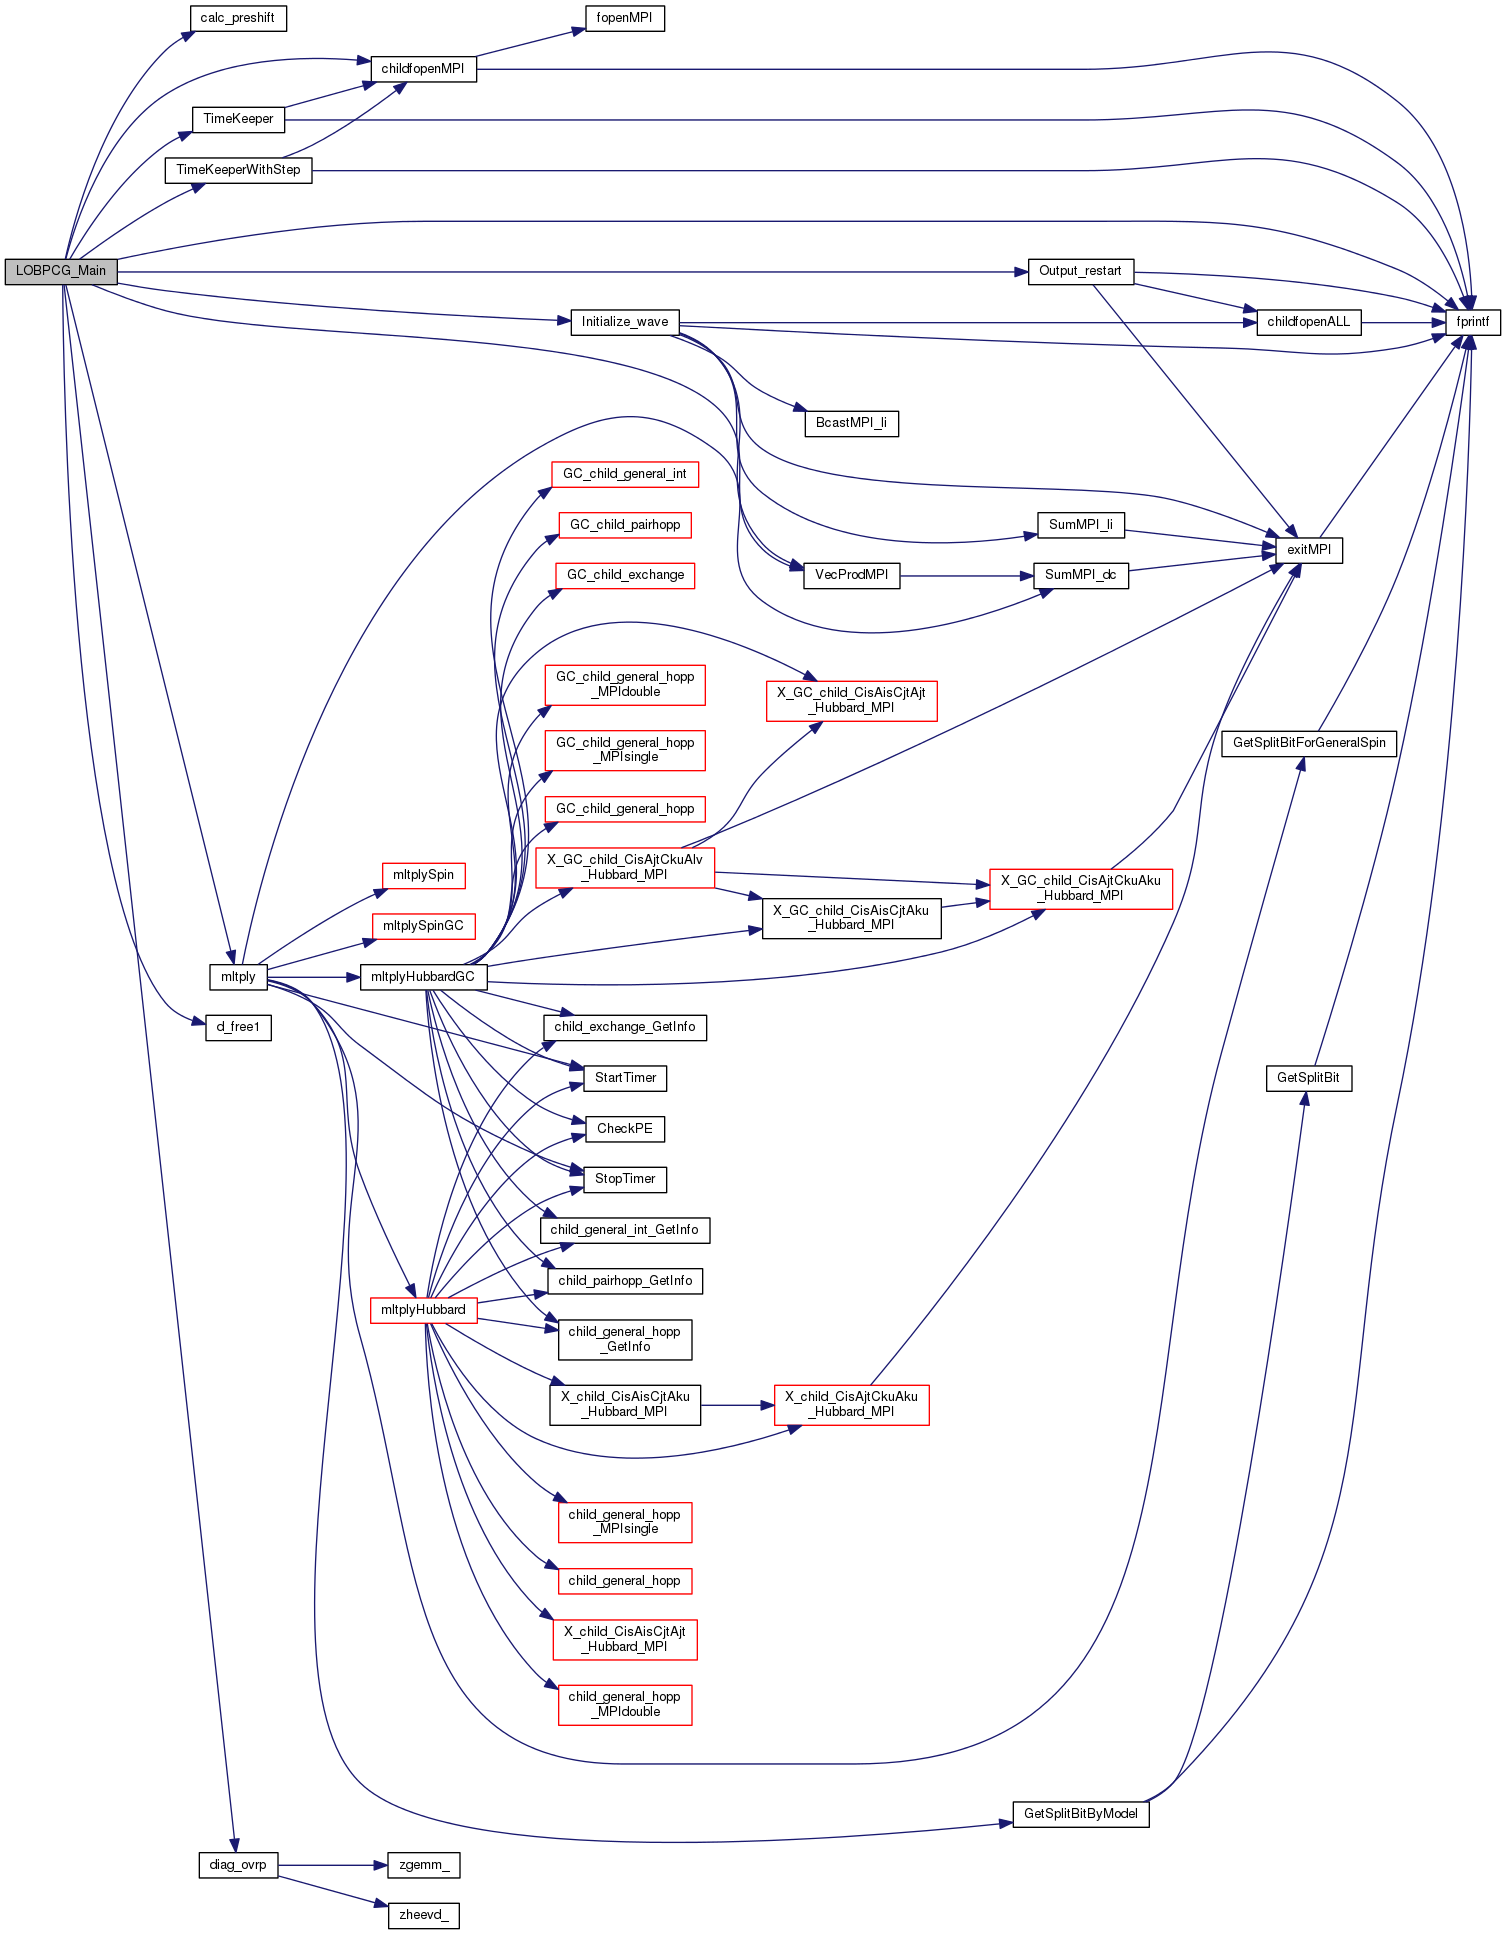 calc_preshift
fopenMPI
childfopenMPI
TimeKeeper
TimeKeeperWithStep
LOBPCG_Main
Output_restart
Initialize_wave
childfopenALL
fprintf
BcastMPI_li
GC_child_general_int
GC_child_pairhopp
SumMPI_li
exitMPI
GC_child_exchange
VecProdMPI
SumMPI_dc
GC_child_general_hopp
_MPIdouble
X_GC_child_CisAisCjtAjt
_Hubbard_MPI
GC_child_general_hopp
_MPIsingle
GetSplitBitForGeneralSpin
GC_child_general_hopp
X_GC_child_CisAjtCkuAlv
_Hubbard_MPI
mltplySpin
X_GC_child_CisAjtCkuAku
_Hubbard_MPI
X_GC_child_CisAisCjtAku
_Hubbard_MPI
mltplySpinGC
mltply
mltplyHubbardGC
d_free1
child_exchange_GetInfo
StartTimer
GetSplitBit
CheckPE
StopTimer
child_general_int_GetInfo
child_pairhopp_GetInfo
mltplyHubbard
child_general_hopp
_GetInfo
X_child_CisAisCjtAku
_Hubbard_MPI
X_child_CisAjtCkuAku
_Hubbard_MPI
child_general_hopp
_MPIsingle
child_general_hopp
X_child_CisAisCjtAjt
_Hubbard_MPI
child_general_hopp
_MPIdouble
GetSplitBitByModel
diag_ovrp
zgemm_
zheevd_